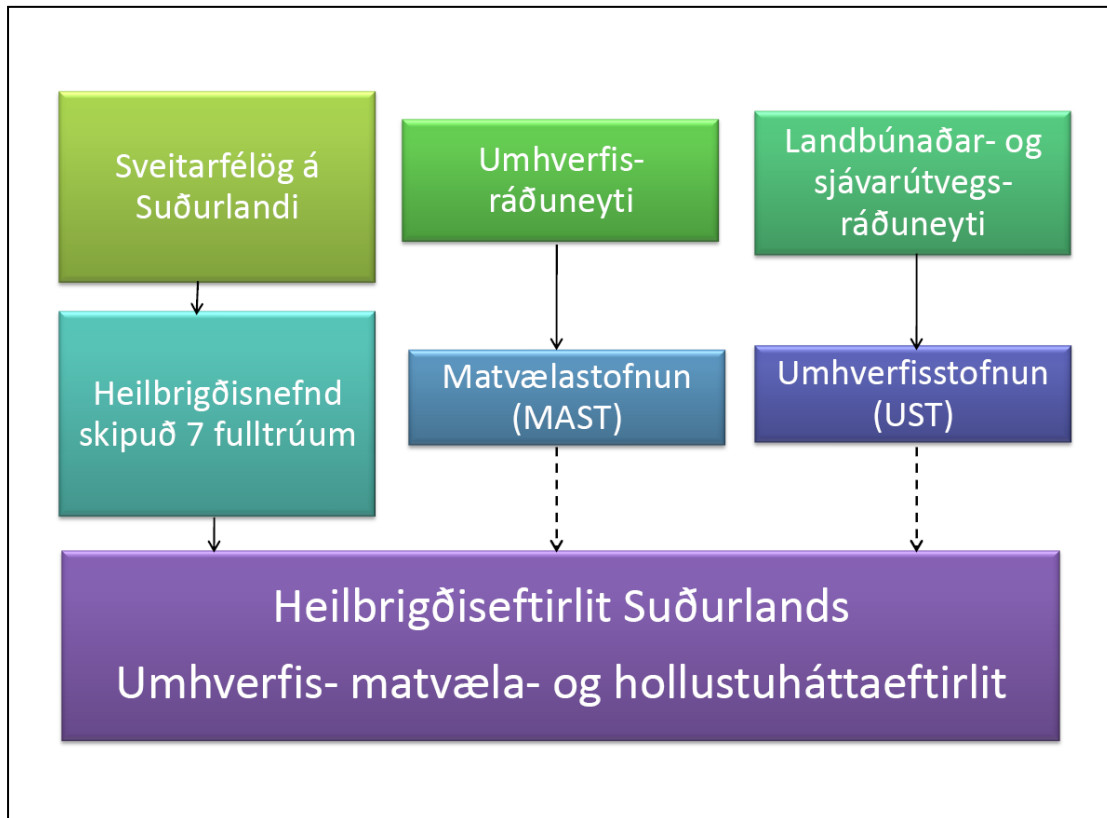 Sveitarfélög á
Suðurlandi
Umhverfis-
ráðuneyti
Landbúnaðar- og
sjávarútvegs-
ráðuneyti
Heilbrigðisnefnd
skipuð 7 fulltrúum
Matvælastofnun
(MAST)
Umhverfisstofnun
(UST)
Heilbrigðiseftirlit Suðurlands
Umhverfis- matvæla- og hollustuháttaeftirlit